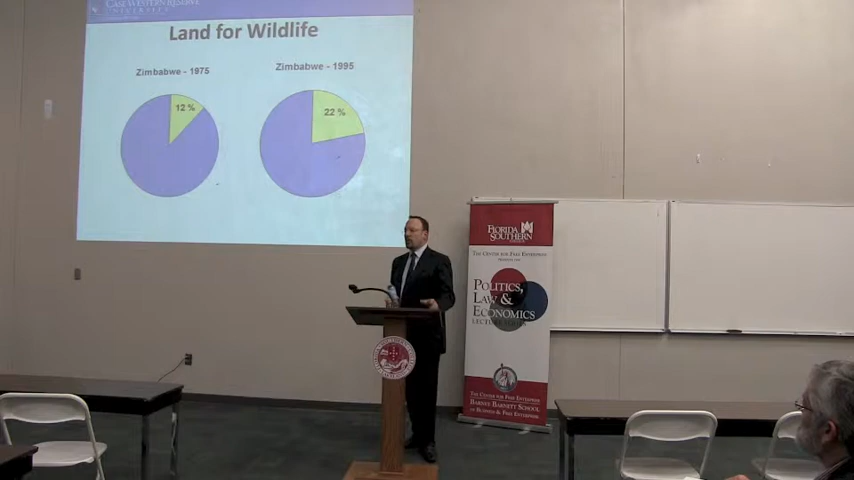 CASE WESTERN RESERVE
UNIVERSITY
Land for Wildlife
ZIMBABWE - 1975
ZIMBABWE - 1995
12 %
22 %
FLORIDA
SOUTHERN
THE CENTER FOR FREE ENTERPRISE
POLITICS,
LAW &
ECONOMICS
LECTURE SERIES
THE CENTER FOR FREE ENTERPRISE
BARNEY BARNETT SCHOOL
OF BUSINESS & FREE ENTERPRISE